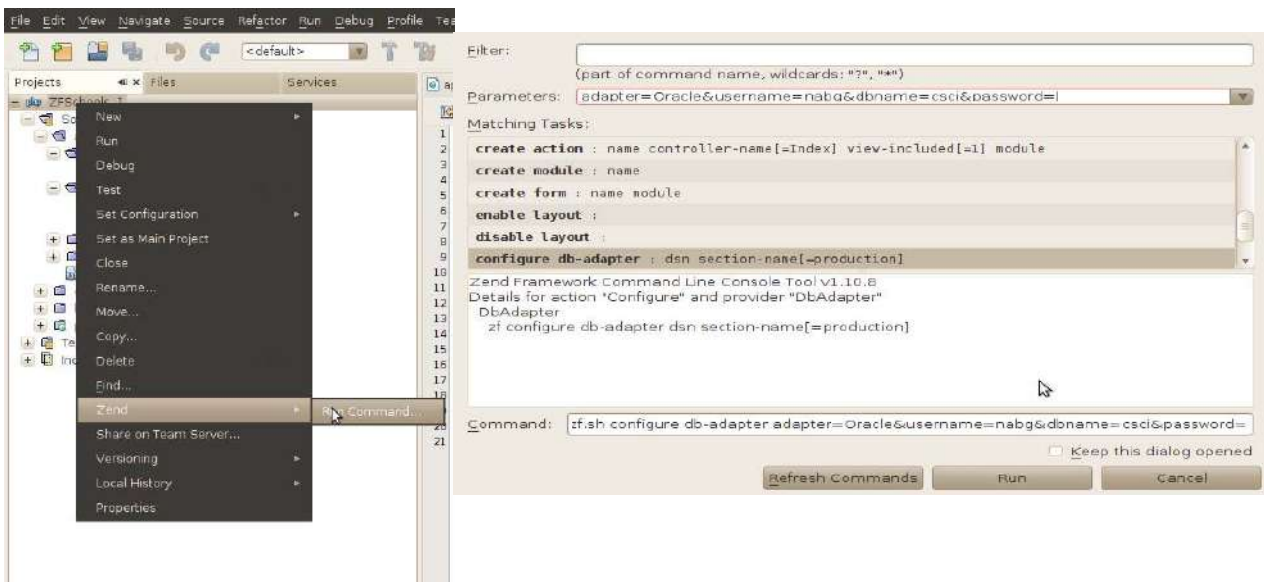 File Edit View Navigate Source Refactor Run Debug Profile Tea
<default>
Projects Files Services
ZFSchools_1
New
Run
Debug
Test
Set Configuration
Set as Main Project
Close
Rename...
Move...
Copy...
Delete
Find...
Zend
Run Command...
Share on Team Server...
Versioning
Local History
Properties
So
Te
Inc
1
2
3
4
5
6
7
8
9
10
11
12
13
14
15
16
17
18
20
21
Filter:
(part of command name, wildcards: "?", "*")
Parameters: adapter=Oracle&username=nabg&dbname=csci&password=
Matching Tasks:
create action : name controller-name[=Index] view-included[=1] module
create module : name
create form : name module
enable layout :
disable layout :
configure db-adapter : dsn section-name[=production]
Zend Framework Command Line Console Tool v1.10.8
Details for action "Configure" and provider "DbAdapter"
DbAdapter
zf configure db-adapter dsn section-name[=production]
Command: zf.sh configure db-adapter adapter=Oracle&username=nabg&dbname=csci&password=
Keep this dialog opened
Refresh Commands Run Cancel